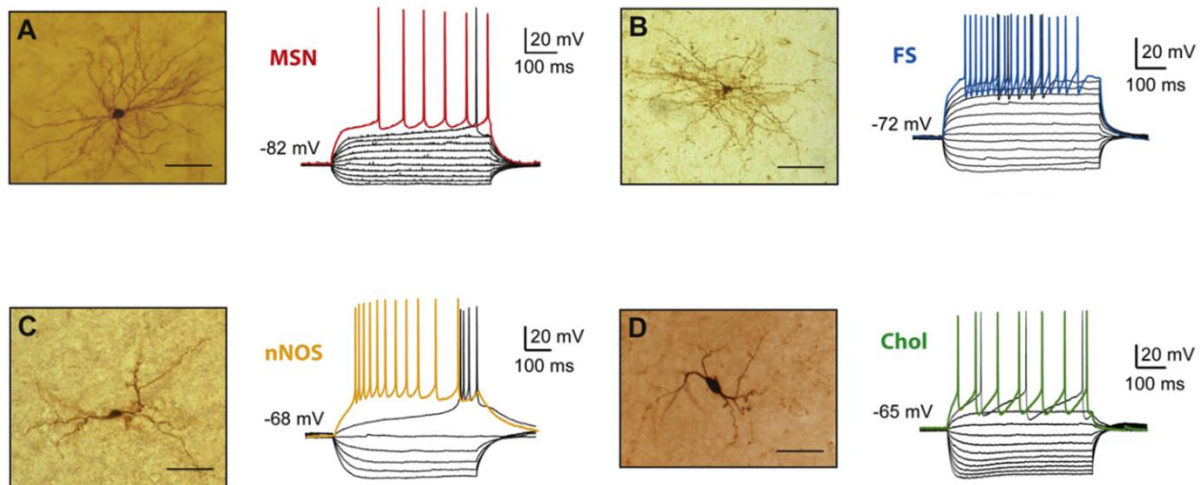 A
MSN
20 mV
100 ms
-82 mV
B
FS
20 mV
100 ms
-72 mV
C
nNOS
20 mV
100 ms
-68 mV
D
Chol
20 mV
100 ms
-65 mV